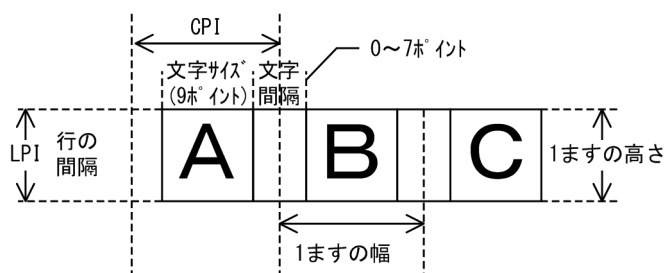 CPI
0～7ﾎﾟｲﾝﾄ
文字ｻｲｽﾞ
(9ﾎﾟｲﾝﾄ)
文字
間隔
LPI
行の
間隔
A
B
C
1ますの高さ
1ますの幅